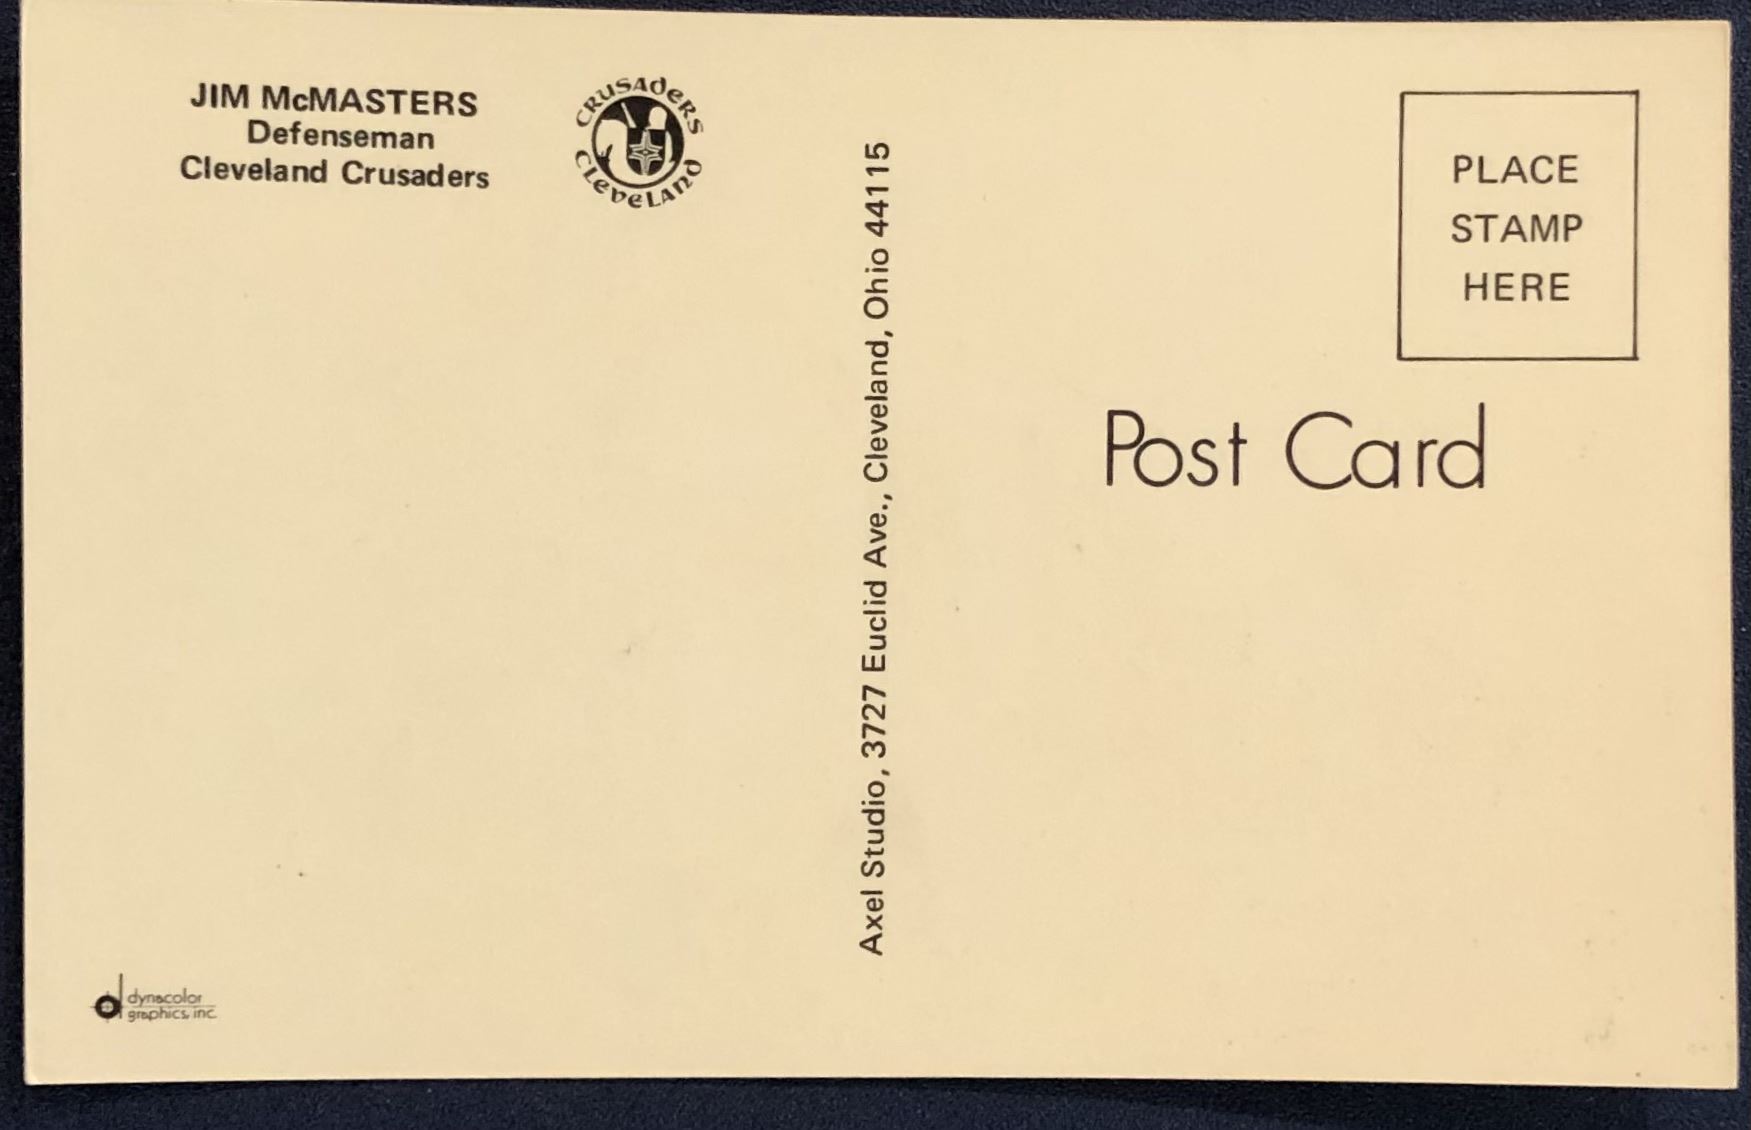 JIM McMASTERS
Defenseman
Cleveland Crusaders
CRUSAdeRS
CLeveLAnd
Axel Studio, 3727 Euclid Ave., Cleveland, Ohio 44115
PLACE
STAMP
HERE
Post Card
dynacolor
graphics, inc.